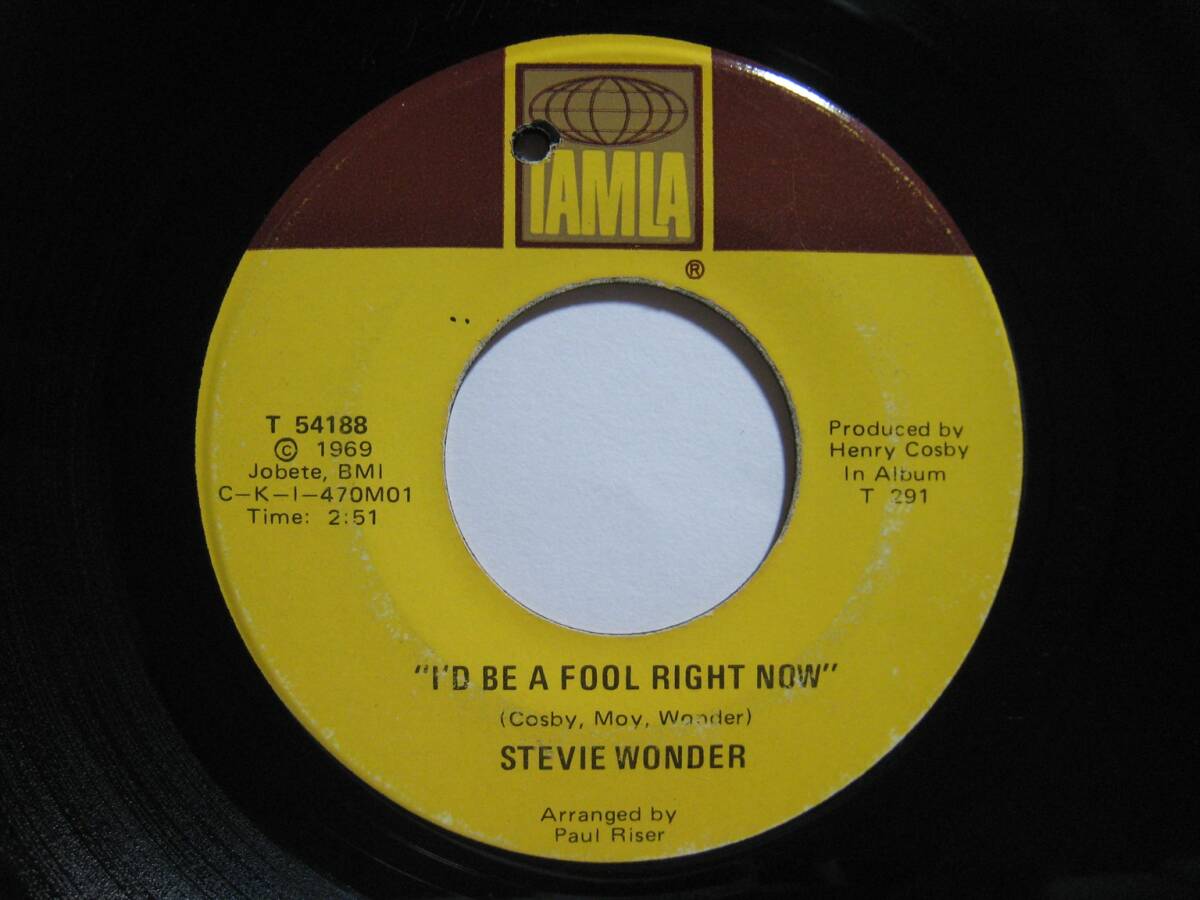 TAMLA
®
T 54188
© 1969
Jobete, BMI
C-K-I-470M01
Time: 2:51
Produced by
Henry Cosby
In Album
T 291
"I'D BE A FOOL RIGHT NOW"
(Cosby, Moy, Wonder)
STEVIE WONDER
Arranged by
Paul Riser